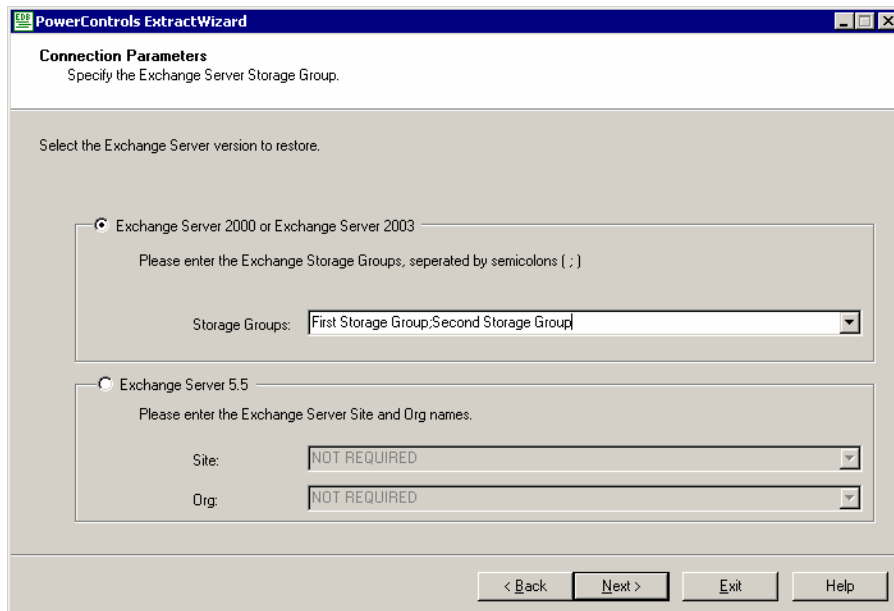 EDB PowerControls ExtractWizard
Connection Parameters
Specify the Exchange Server Storage Group.
Select the Exchange Server version to restore.
Exchange Server 2000 or Exchange Server 2003
Please enter the Exchange Storage Groups, seperated by semicolons ( ; )
Storage Groups: First Storage Group;Second Storage Group
Exchange Server 5.5
Please enter the Exchange Server Site and Org names.
Site: NOT REQUIRED
Org: NOT REQUIRED
< Back Next > Exit Help